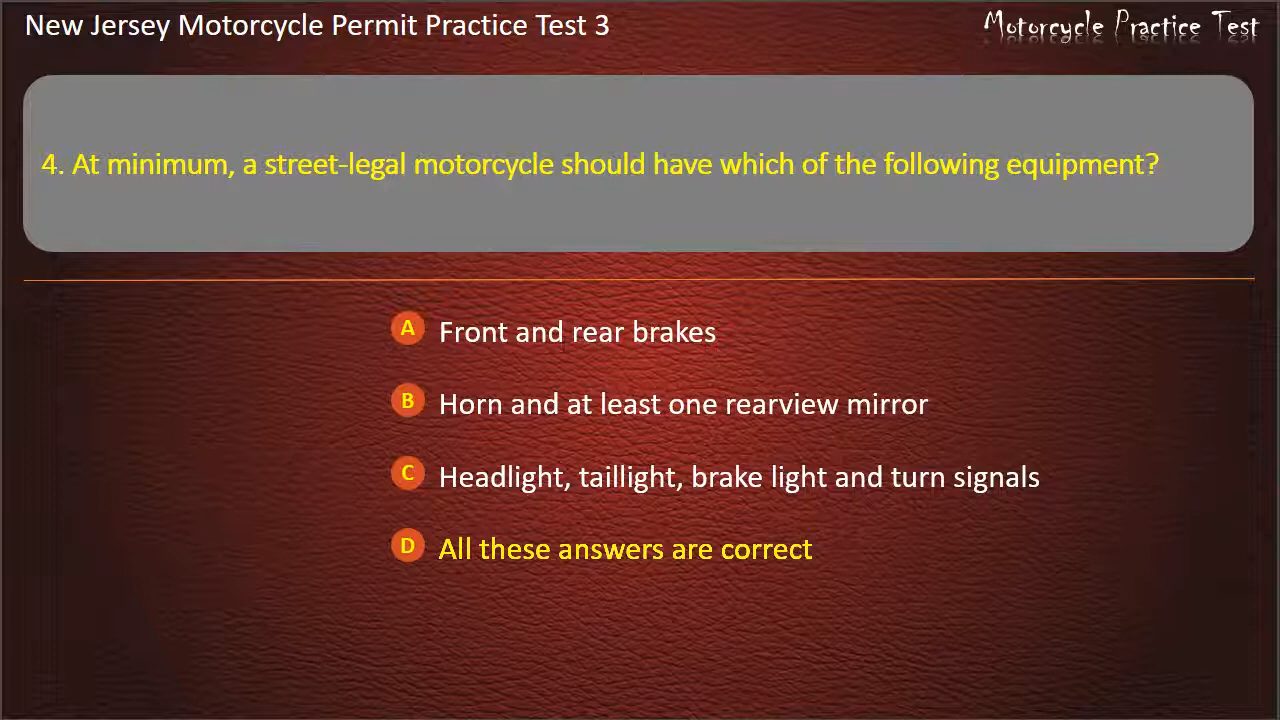 New Jersey Motorcycle Permit Practice Test 3
Motorcycle Practice Test
4. At minimum, a street-legal motorcycle should have which of the following equipment?
A Front and rear brakes
B Horn and at least one rearview mirror
C Headlight, taillight, brake light and turn signals
D All these answers are correct